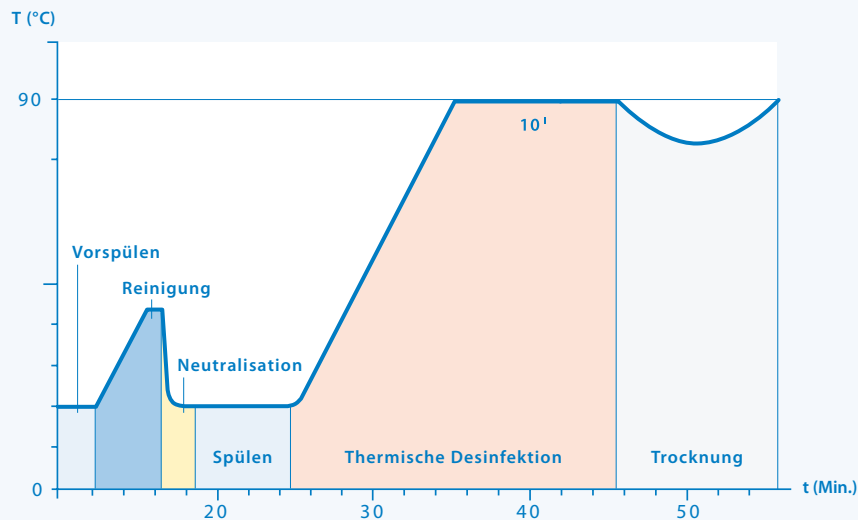 T (°C)
90
10'
Vorspülen
Reinigung
Neutralisation
Spülen
Thermische Desinfektion
Trocknung
0
t (Min.)
20
30
40
50